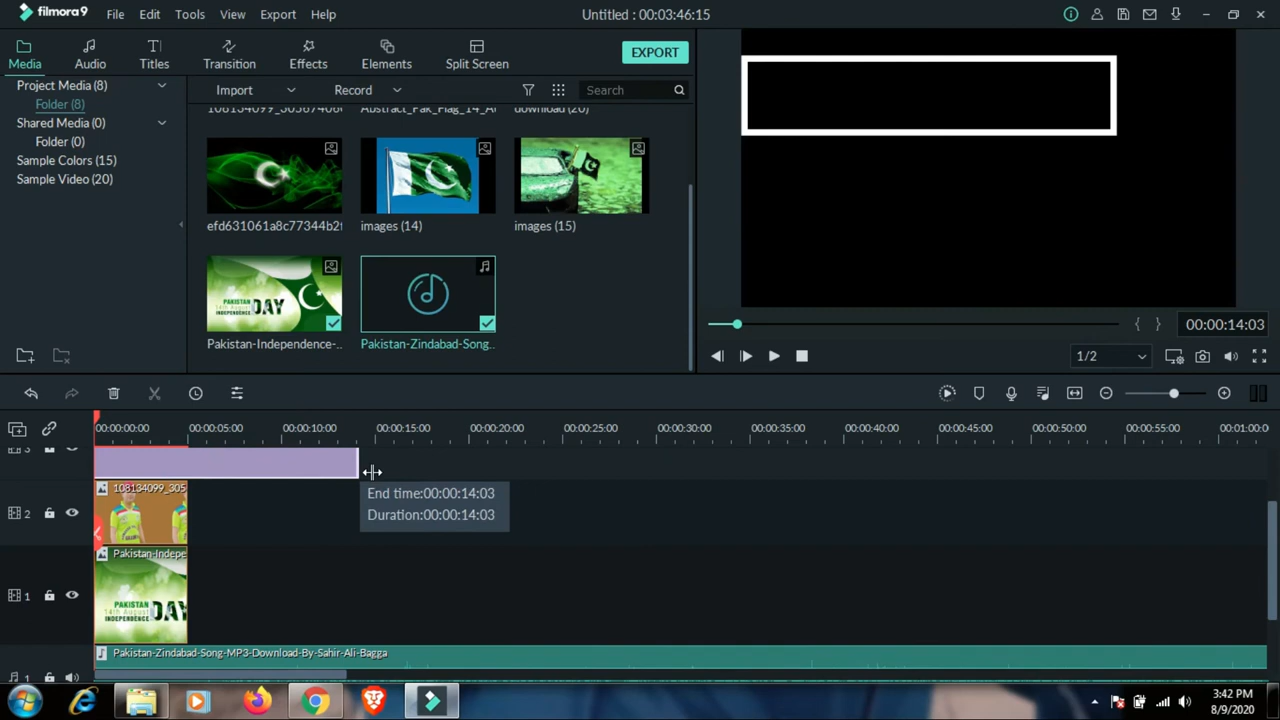 filmora9 File Edit Tools View Export Help Untitled : 00:03:46:15
Media Audio Titles Transition Effects Elements Split Screen EXPORT
Project Media (8)
Folder (8)
Shared Media (0)
Folder (0)
Sample Colors (15)
Sample Video (20)
Import Record Search
download (20)
efd631061a8c77344b2f
images (14)
images (15)
PAKISTAN
14th August
INDEPENDENCE
DAY
Pakistan-Independence-..
Pakistan-Zindabad-Song..
{ } 00:00:14:03
1/2
00:00:00:00 00:00:05:00 00:00:10:00 00:00:15:00 00:00:20:00 00:00:25:00 00:00:30:00 00:00:35:00 00:00:40:00 00:00:45:00 00:00:50:00 00:00:55:00 00:01:00:0
3
End time:00:00:14:03
Duration:00:00:14:03
2
108134099_305
1
Pakistan-Indepe
PAKISTAN
14th August
INDEPENDENCE
DAY
Pakistan-Zindabad-Song-MP3-Download-By-Sahir-Ali-Bagga
1
3:42 PM
8/9/2020